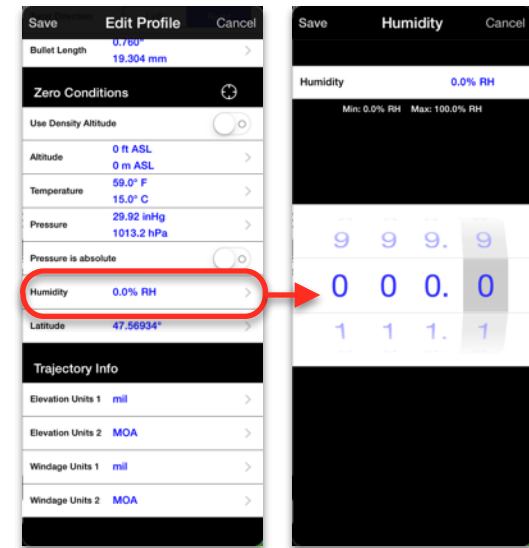 Save Edit Profile Cancel
Bullet Length 0.760"
19.304 mm
Zero Conditions
Use Density Altitude
Altitude 0 ft ASL
0 m ASL
Temperature 59.0° F
15.0° C
Pressure 29.92 inHg
1013.2 hPa
Pressure is absolute
Humidity 0.0% RH
Latitude 47.56934°
Trajectory Info
Elevation Units 1 mil
Elevation Units 2 MOA
Windage Units 1 mil
Windage Units 2 MOA
Save Humidity Cancel
Humidity 0.0% RH
Min: 0.0% RH Max: 100.0% RH
9 9 9. 9
0 0 0. 0
1 1 1. 1